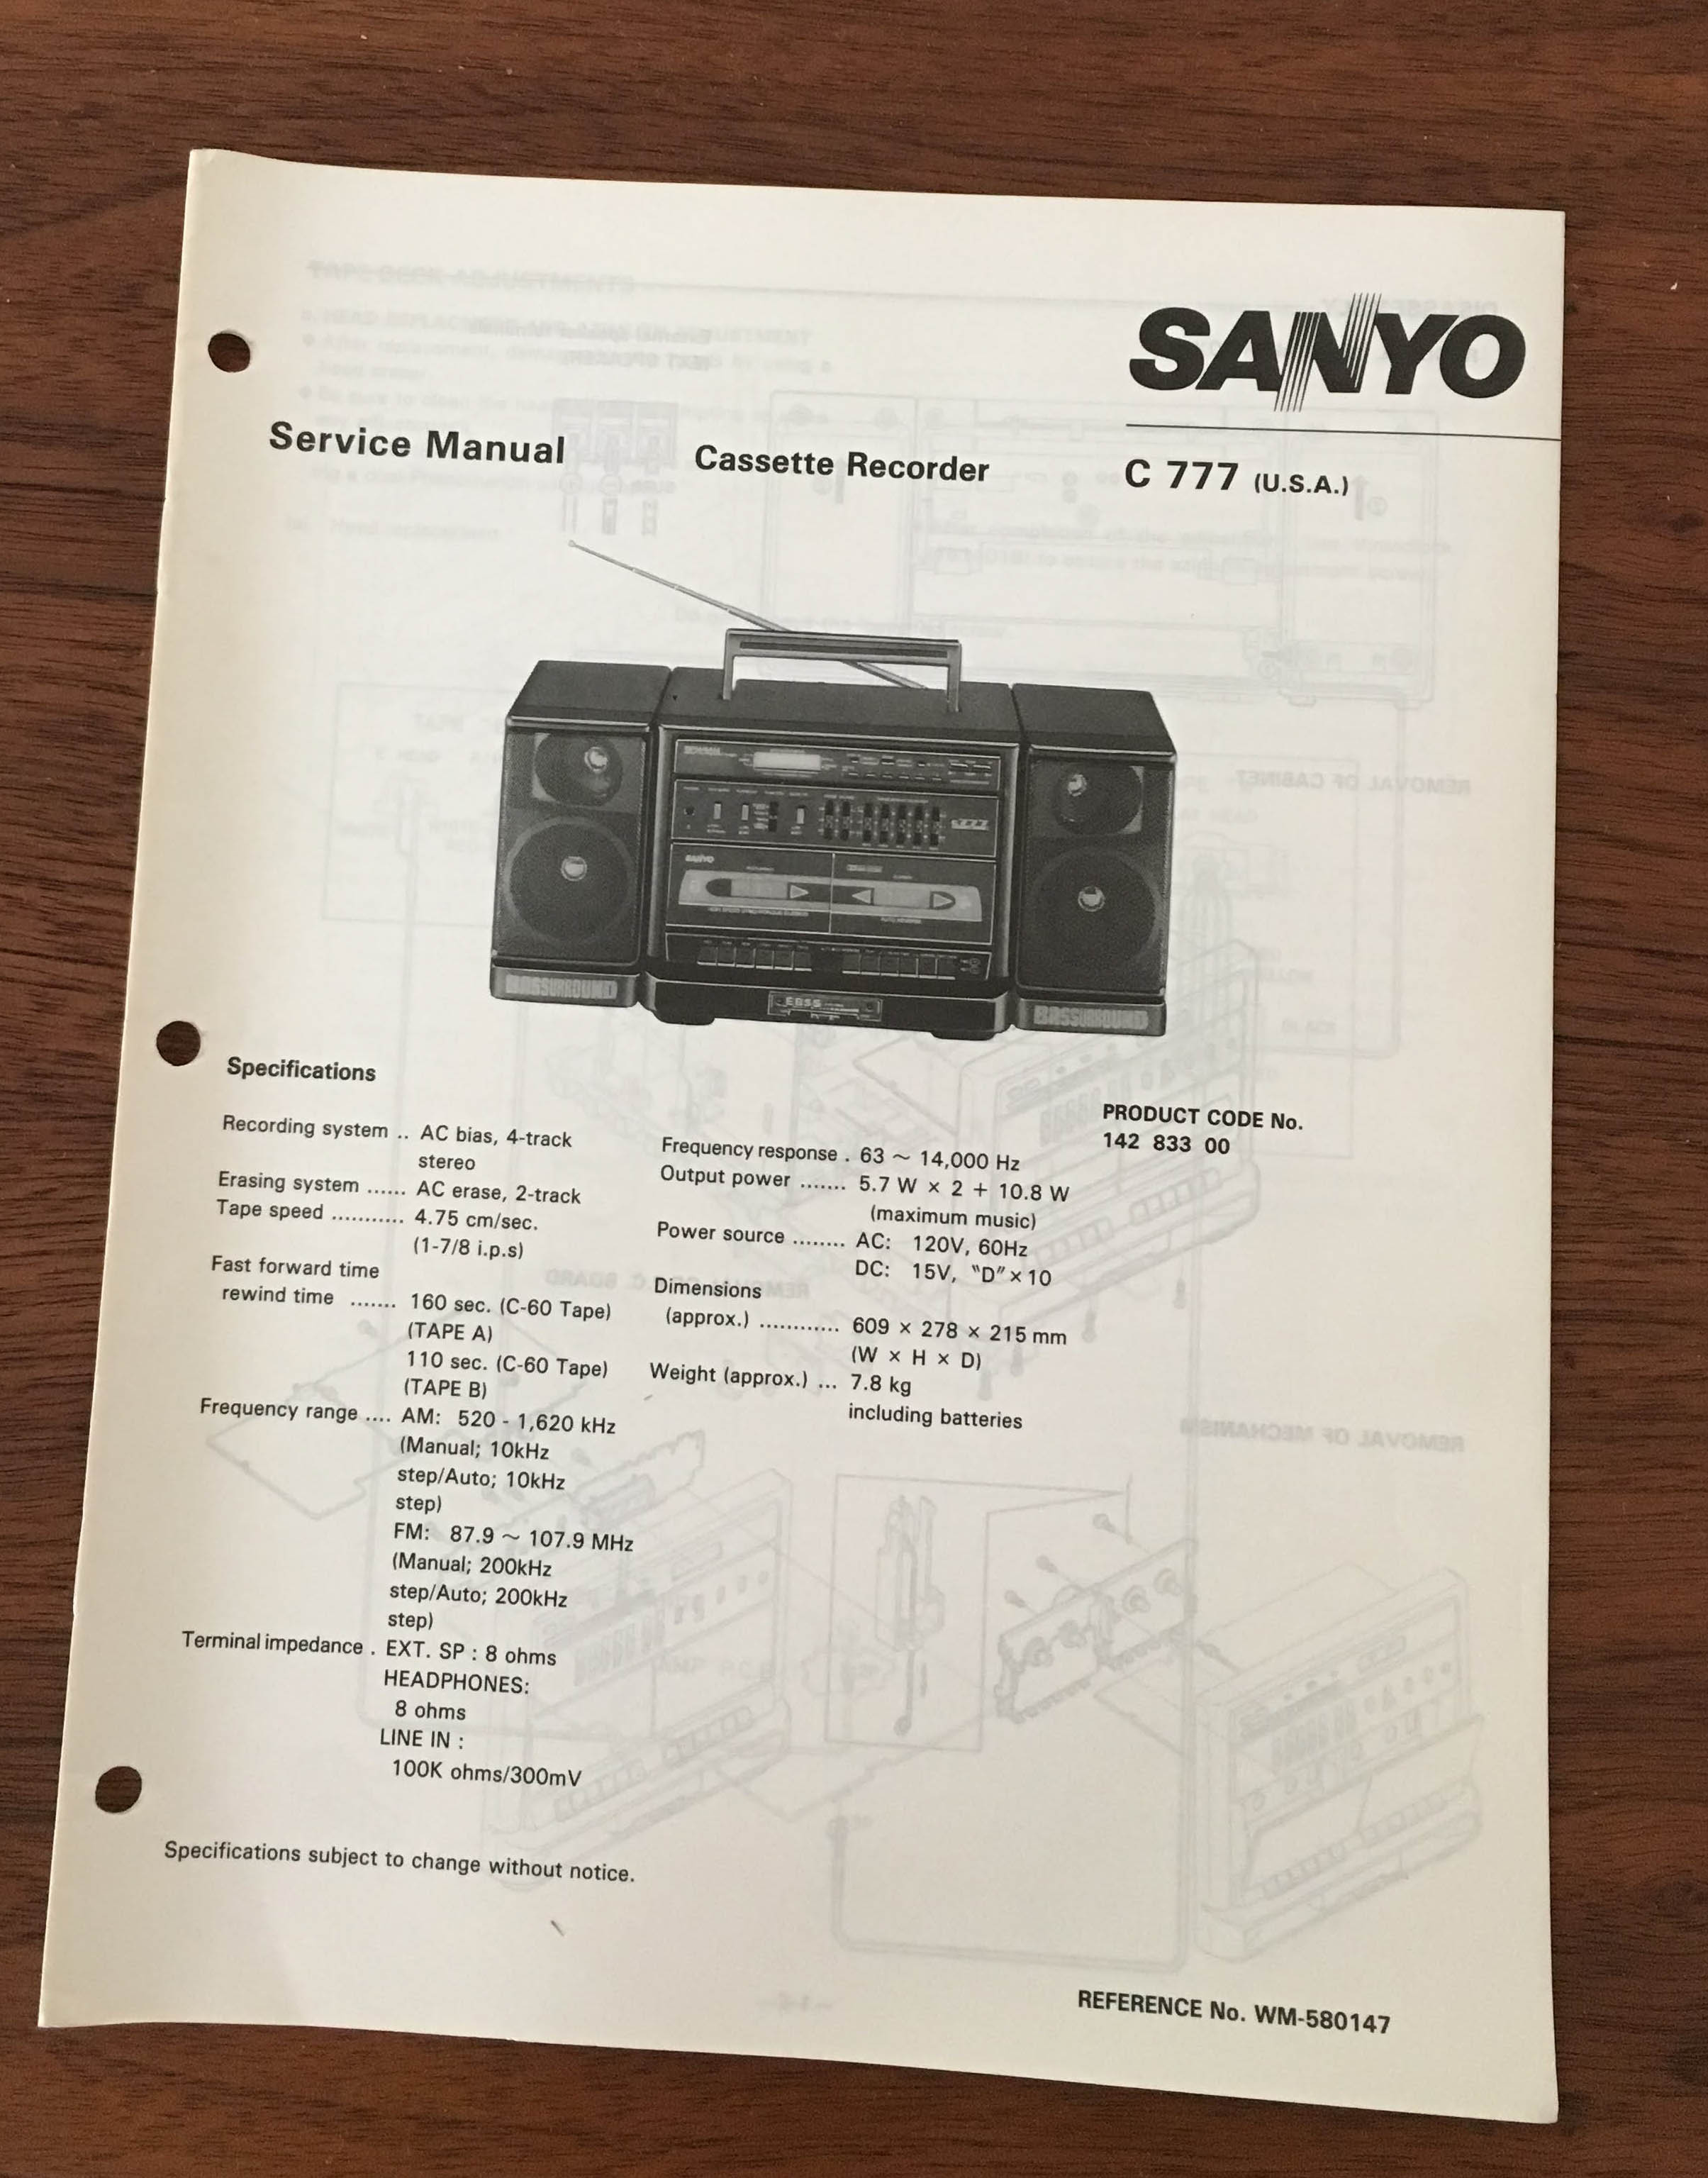 SANYO
Service Manual
Cassette Recorder
C 777 (U.S.A.)
SANYO
BASSURROUND
EBSS
BASSURROUND
Specifications
Recording system .. AC bias, 4-track
stereo
Erasing system ...... AC erase, 2-track
Tape speed ........... 4.75 cm/sec.
(1-7/8 i.p.s)
Fast forward time
rewind time ....... 160 sec. (C-60 Tape)
(TAPE A)
110 sec. (C-60 Tape)
(TAPE B)
Frequency range .... AM: 520 - 1,620 kHz
(Manual; 10kHz
step/Auto; 10kHz
step)
FM: 87.9 ~ 107.9 MHz
(Manual; 200kHz
step/Auto; 200kHz
step)
Terminal impedance . EXT. SP : 8 ohms
HEADPHONES:
8 ohms
LINE IN :
100K ohms/300mV
Frequency response . 63 ~ 14,000 Hz
Output power ....... 5.7 W × 2 + 10.8 W
(maximum music)
Power source ........ AC: 120V, 60Hz
DC: 15V, "D"×10
Dimensions
(approx.) ............ 609 × 278 × 215 mm
(W × H × D)
Weight (approx.) ... 7.8 kg
including batteries
PRODUCT CODE No.
142 833 00
Specifications subject to change without notice.
REFERENCE No. WM-580147